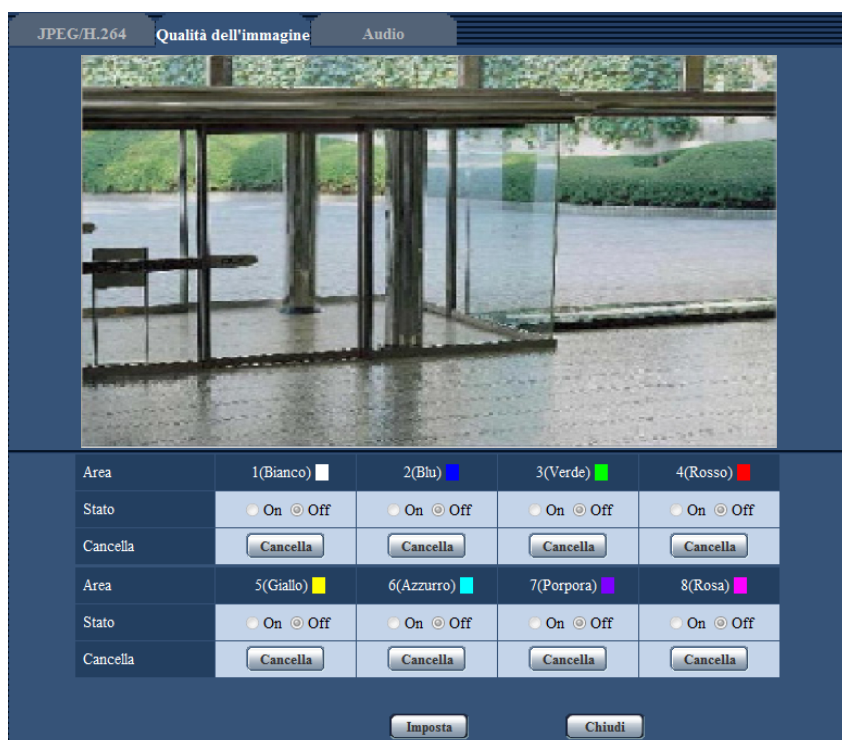 JPEG/H.264 Qualità dell'immagine Audio
Area 1(Bianco) 2(Blu) 3(Verde) 4(Rosso)
Stato On Off On Off On Off On Off
Cancella Cancella Cancella Cancella Cancella
Area 5(Giallo) 6(Azzurro) 7(Porpora) 8(Rosa)
Stato On Off On Off On Off On Off
Cancella Cancella Cancella Cancella Cancella
Imposta Chiudi